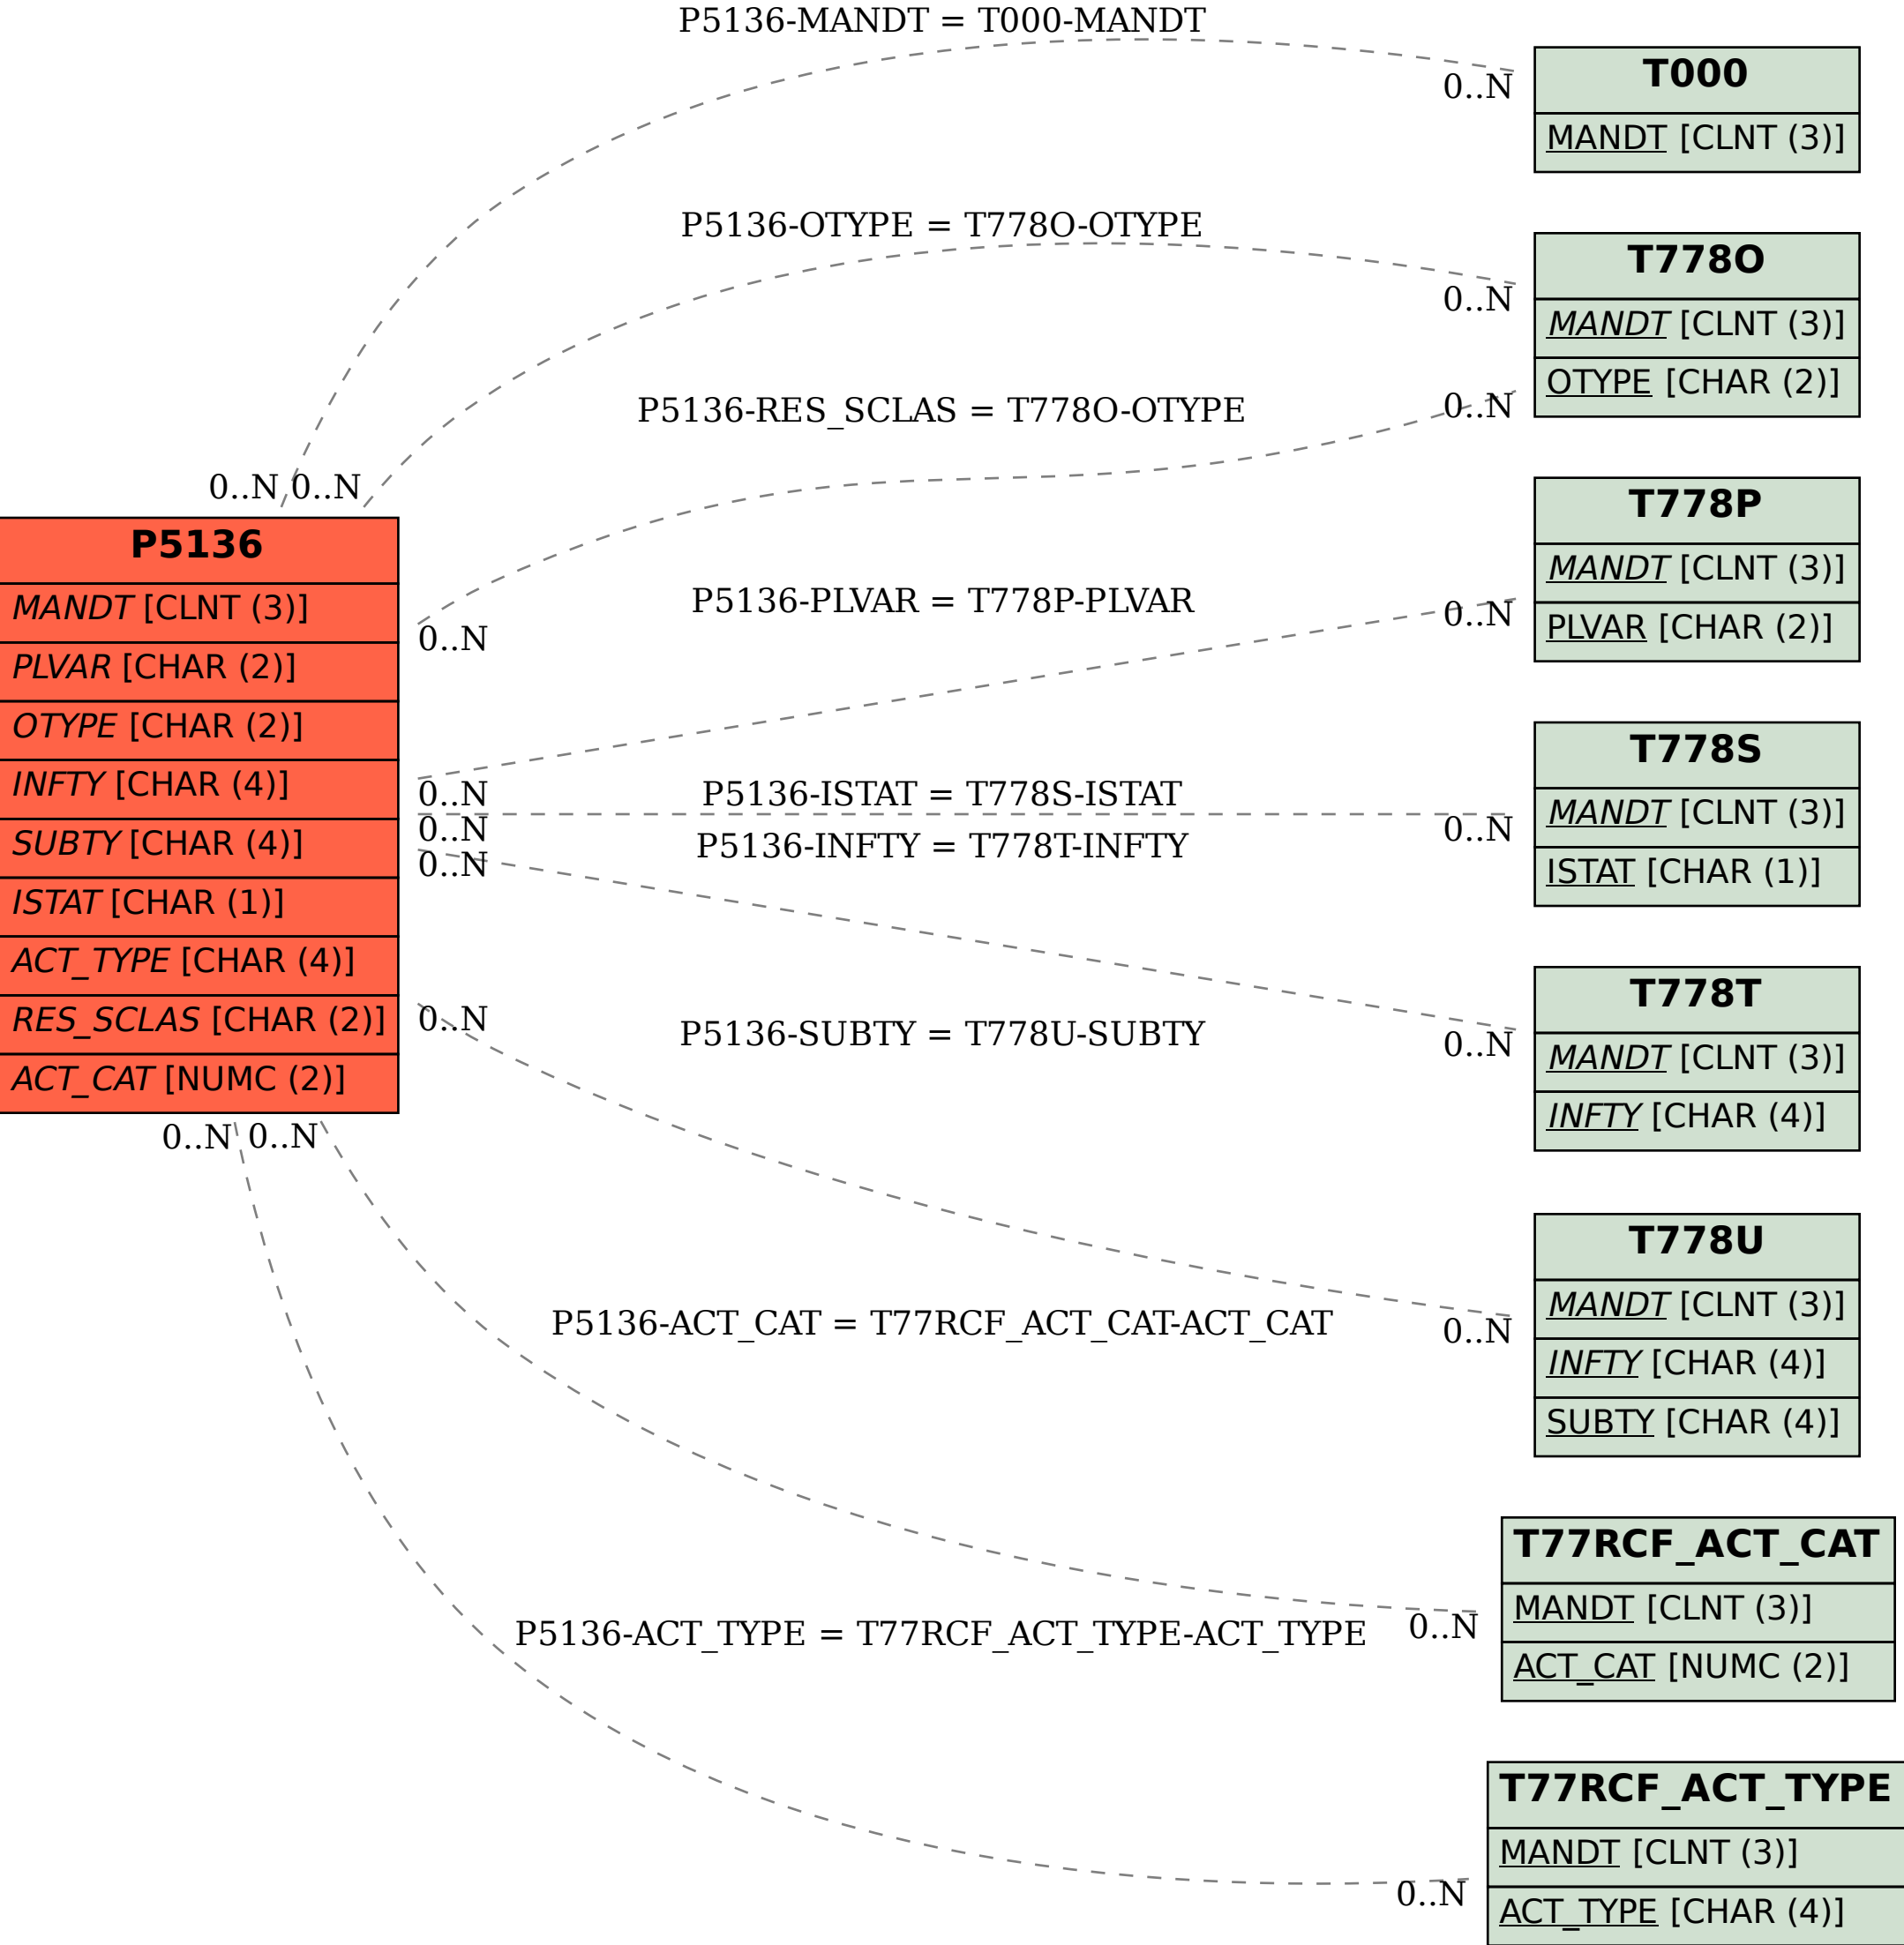 P5136-MANDT = T000-MANDT
0..N
T000
MANDT [CLNT (3)]
P5136-OTYPE = T778O-OTYPE
0..N
T778O
MANDT [CLNT (3)]
OTYPE [CHAR (2)]
P5136-RES_SCLAS = T778O-OTYPE
0..N
0..N 0..N
P5136
MANDT [CLNT (3)]
PLVAR [CHAR (2)]
OTYPE [CHAR (2)]
INFTY [CHAR (4)]
SUBTY [CHAR (4)]
ISTAT [CHAR (1)]
ACT_TYPE [CHAR (4)]
RES_SCLAS [CHAR (2)]
ACT_CAT [NUMC (2)]
0..N
P5136-PLVAR = T778P-PLVAR
0..N
T778P
MANDT [CLNT (3)]
PLVAR [CHAR (2)]
0..N
P5136-ISTAT = T778S-ISTAT
0..N
0..N
T778S
MANDT [CLNT (3)]
ISTAT [CHAR (1)]
P5136-INFTY = T778T-INFTY
0..N
0..N
T778T
MANDT [CLNT (3)]
INFTY [CHAR (4)]
0..N
P5136-SUBTY = T778U-SUBTY
0..N
T778U
MANDT [CLNT (3)]
INFTY [CHAR (4)]
SUBTY [CHAR (4)]
0..N 0..N
P5136-ACT_CAT = T77RCF_ACT_CAT-ACT_CAT
0..N
T77RCF_ACT_CAT
MANDT [CLNT (3)]
ACT_CAT [NUMC (2)]
P5136-ACT_TYPE = T77RCF_ACT_TYPE-ACT_TYPE
0..N
T77RCF_ACT_TYPE
MANDT [CLNT (3)]
ACT_TYPE [CHAR (4)]